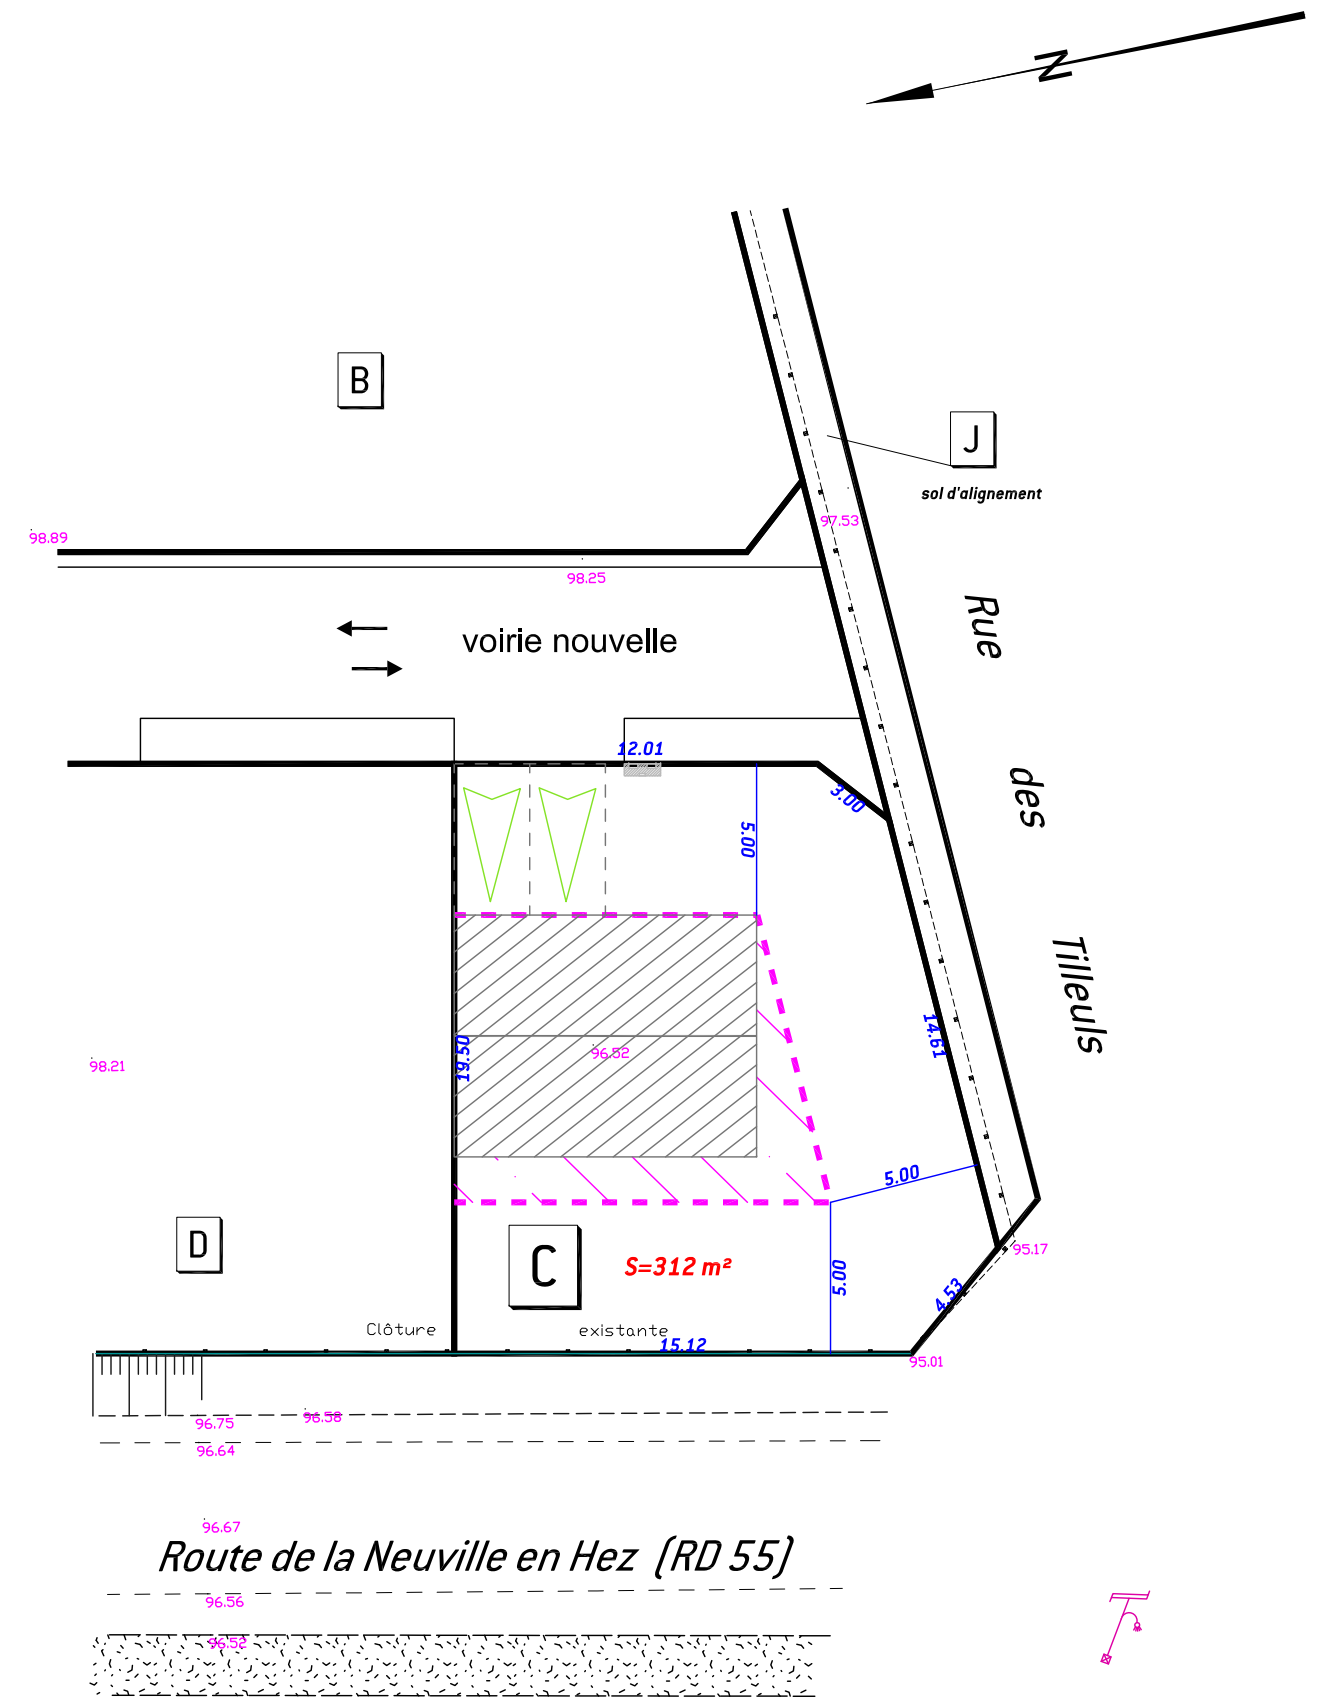 N
B
J
sol d'alignement
98.89
97.53
98.25
Rue
voirie nouvelle
12.01
3.00
des
5.00
14.61
Tilleuls
19.50
96.52
98.21
5.00
D
C
S=312 m²
5.00
95.17
4.53
Clôture existante
15.12
95.01
96.75
96.58
96.64
96.67
Route de la Neuville en Hez (RD 55)
96.56
96.52